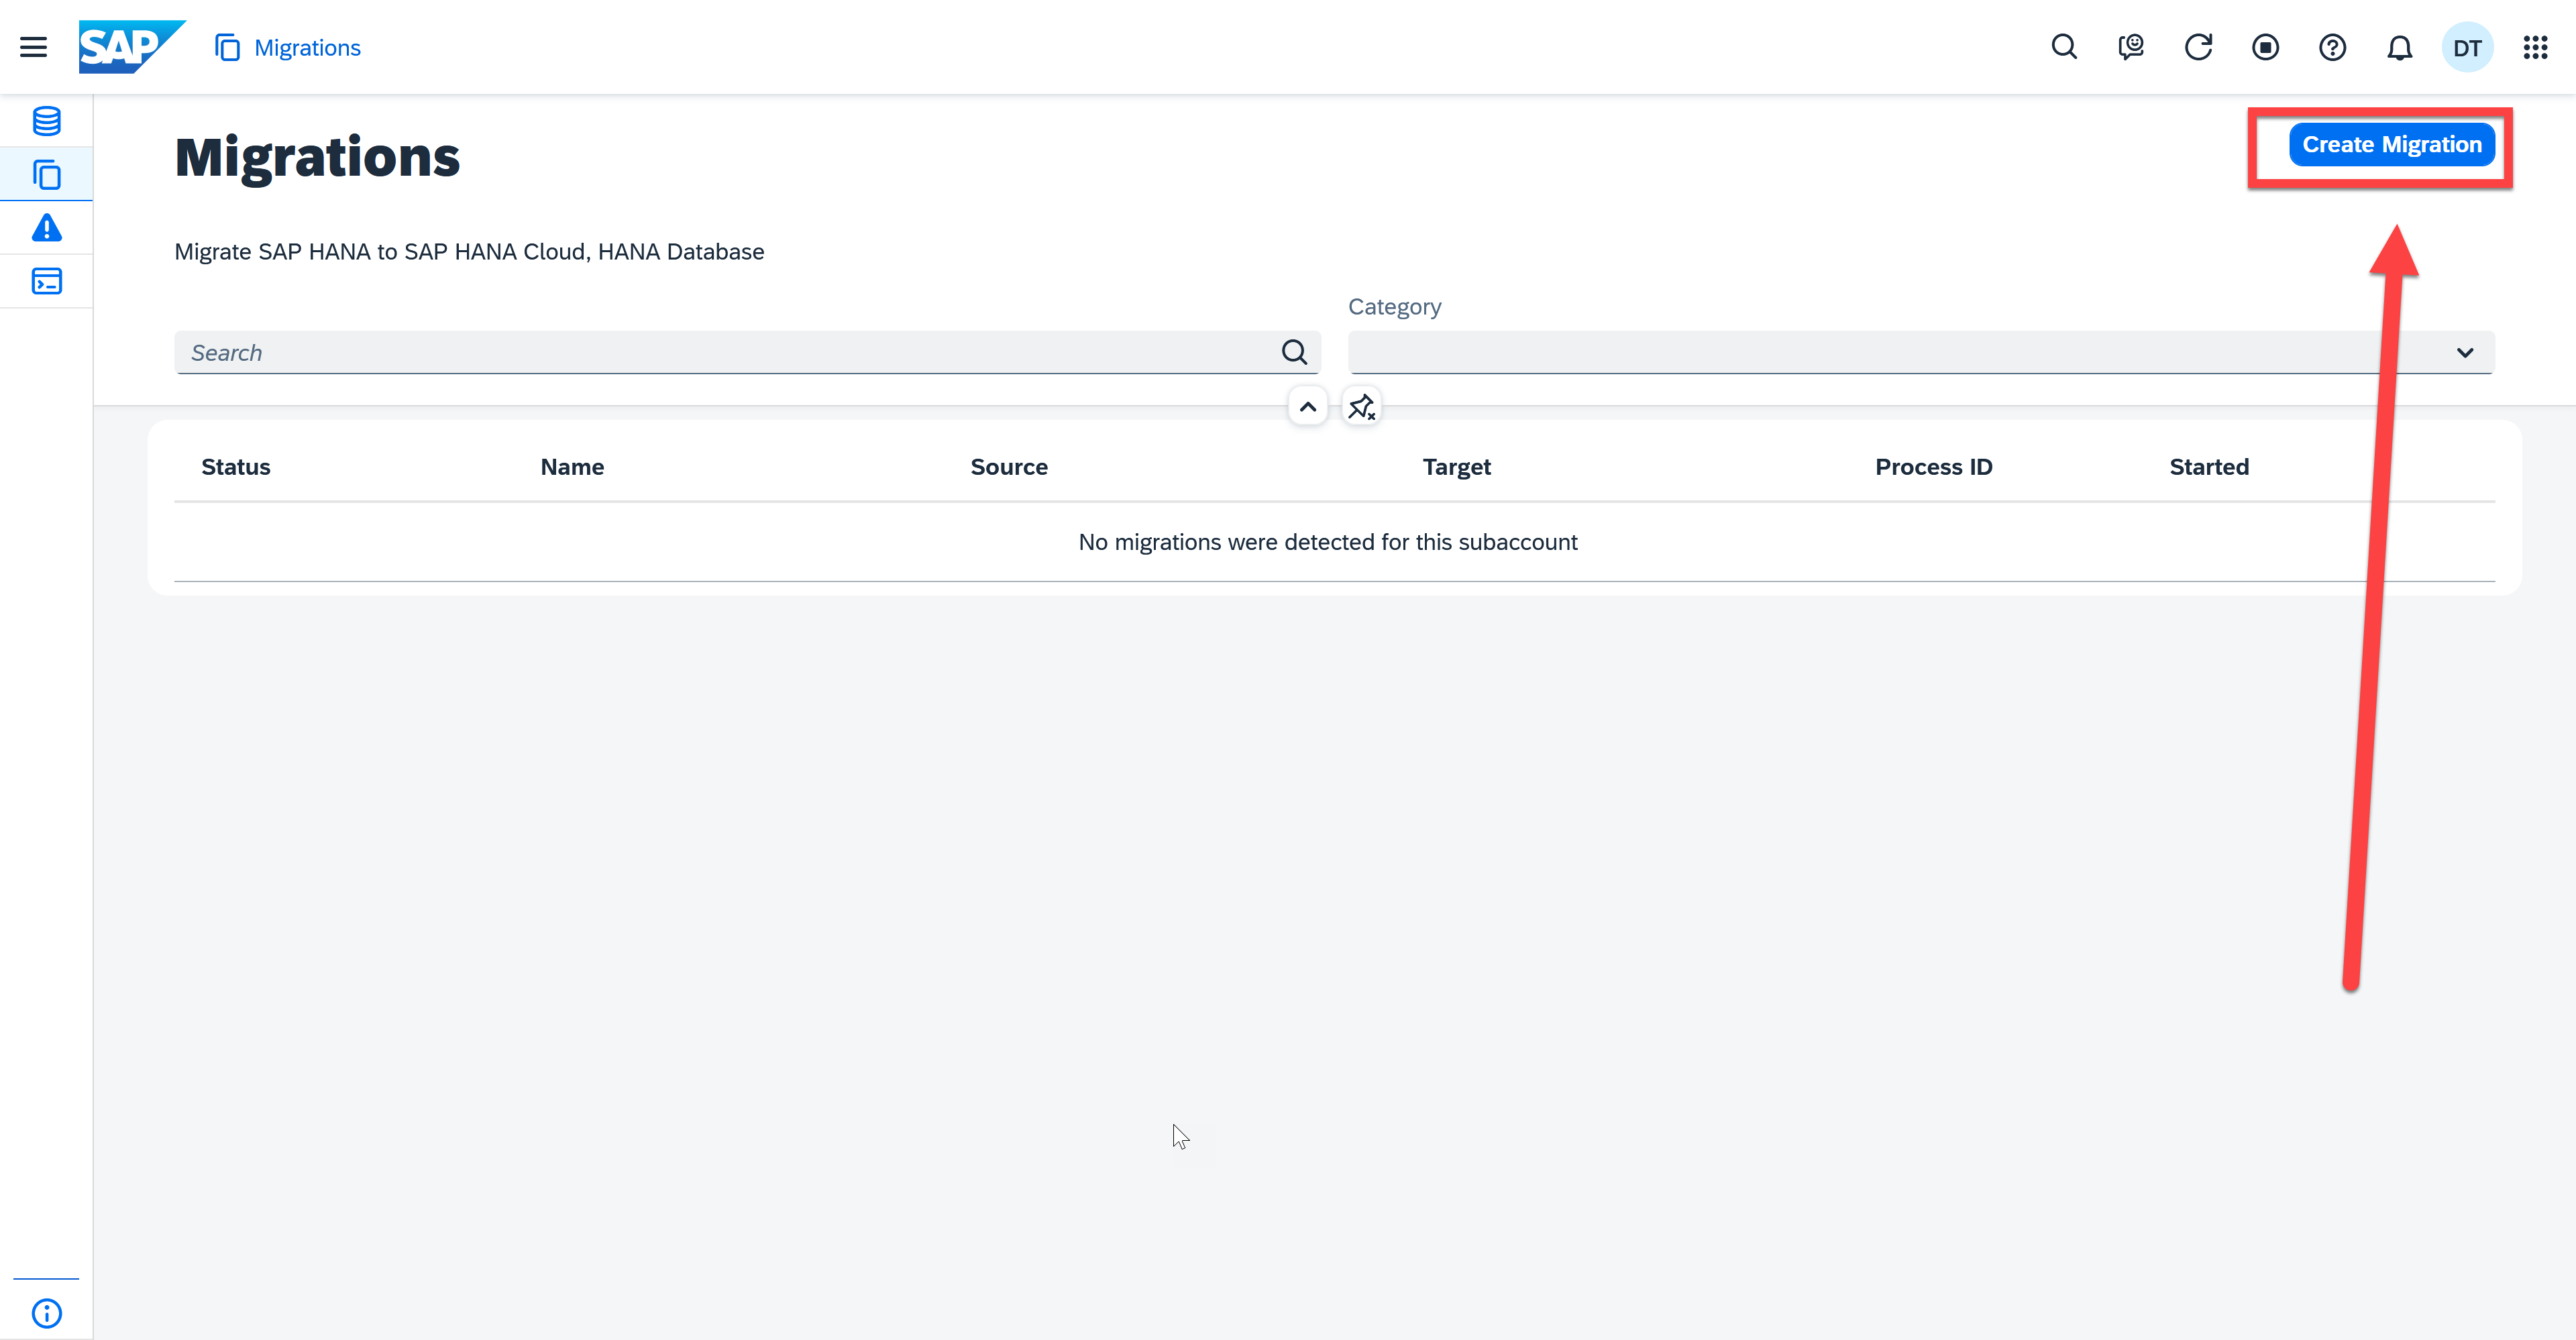 SAP
Migrations
DT
Migrations
Create Migration
Migrate SAP HANA to SAP HANA Cloud, HANA Database
Category
Search
Status Name Source Target Process ID Started
No migrations were detected for this subaccount